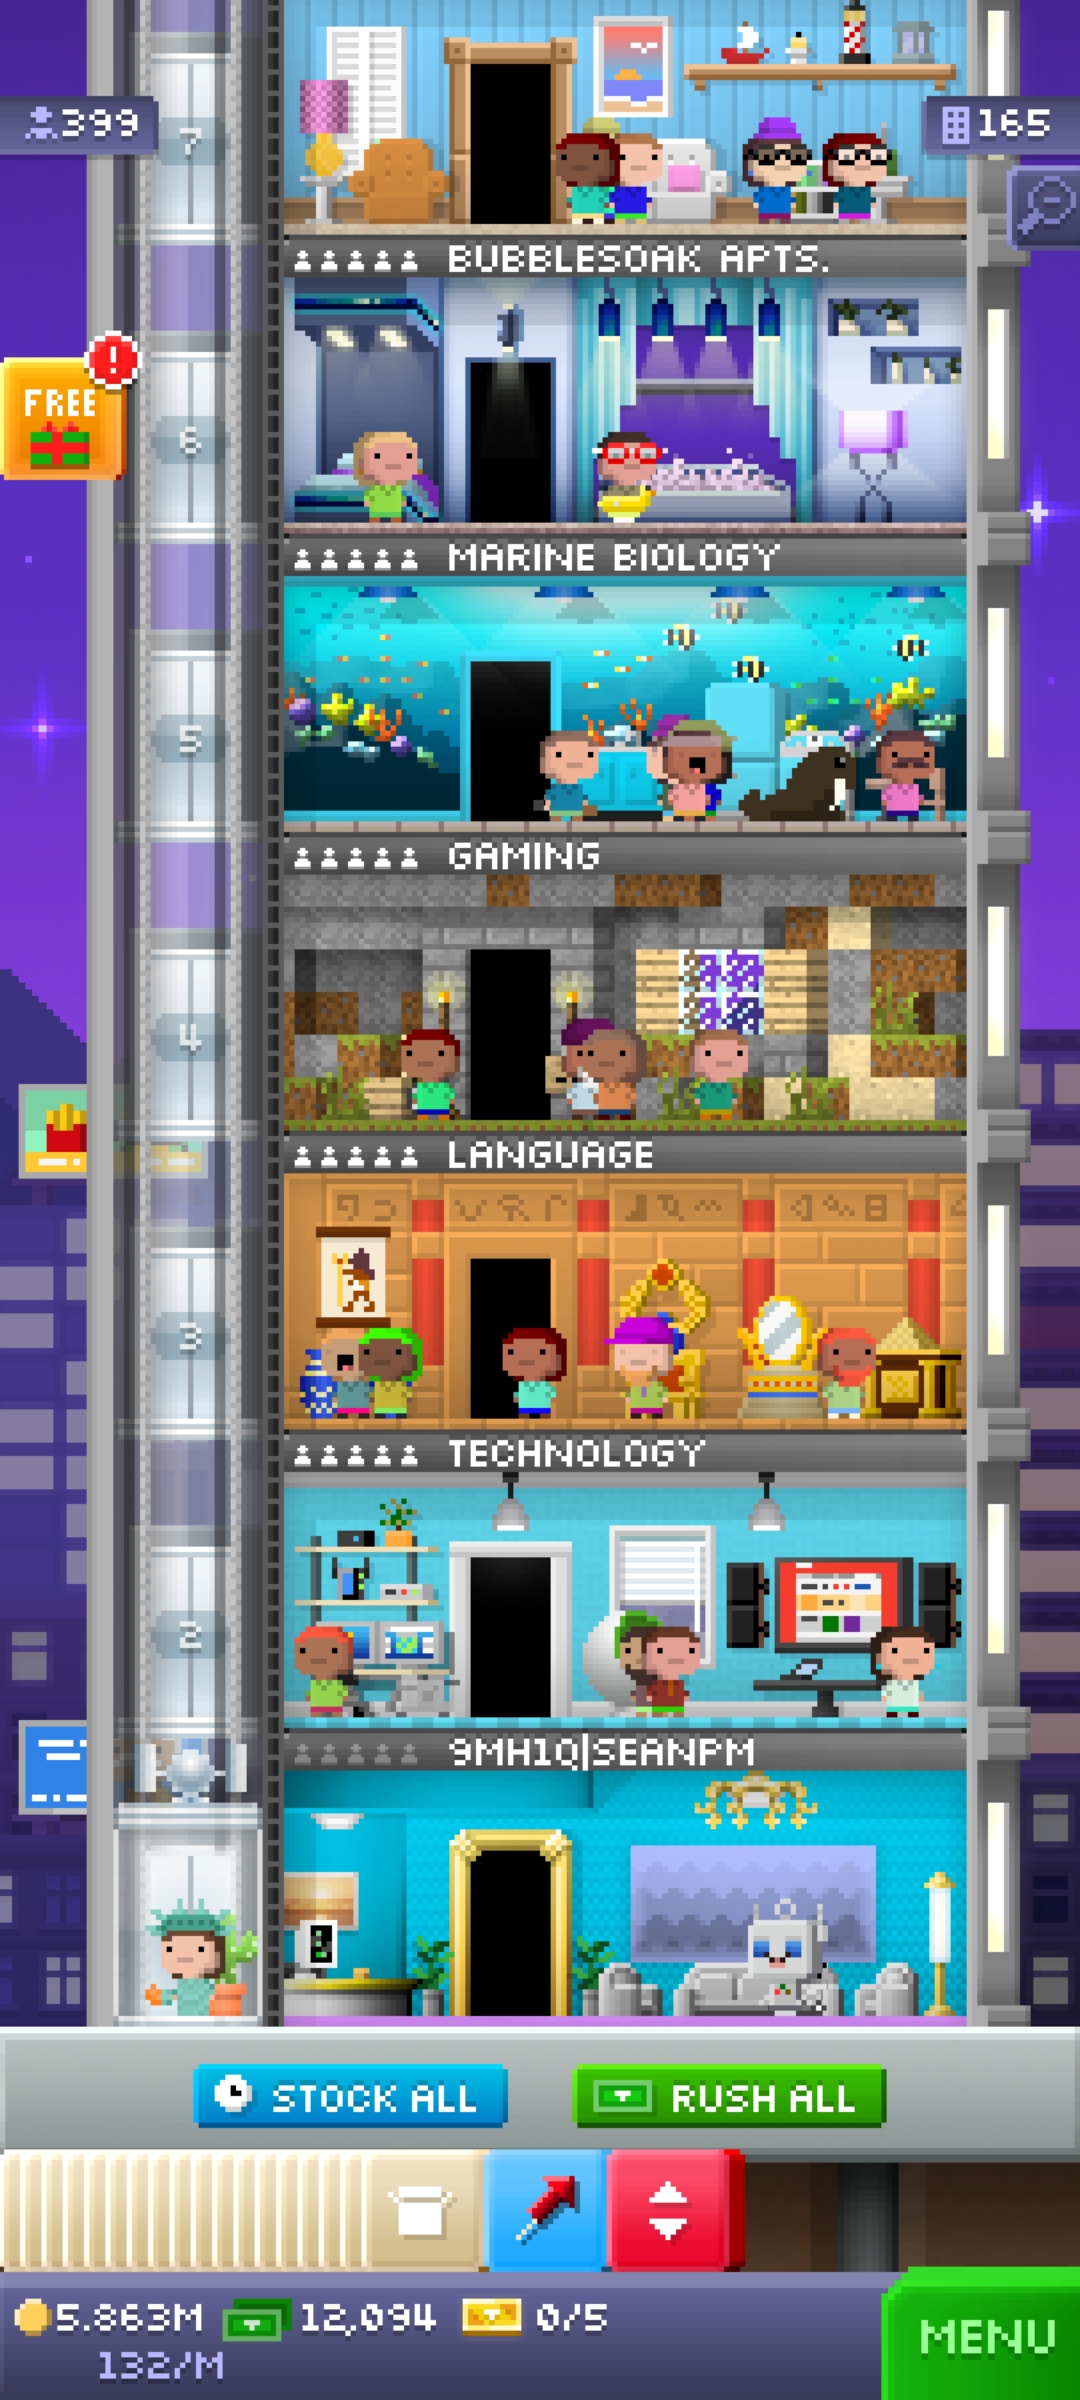 399
7
165
BUBBLESOAK APTS.
FREE
!
6
MARINE BIOLOGY
5
GAMING
4
LANGUAGE
3
TECHNOLOGY
2
9MH1Q|SEANPM
STOCK ALL
RUSH ALL
5.863M 12,094 0/5
132/M
MENU